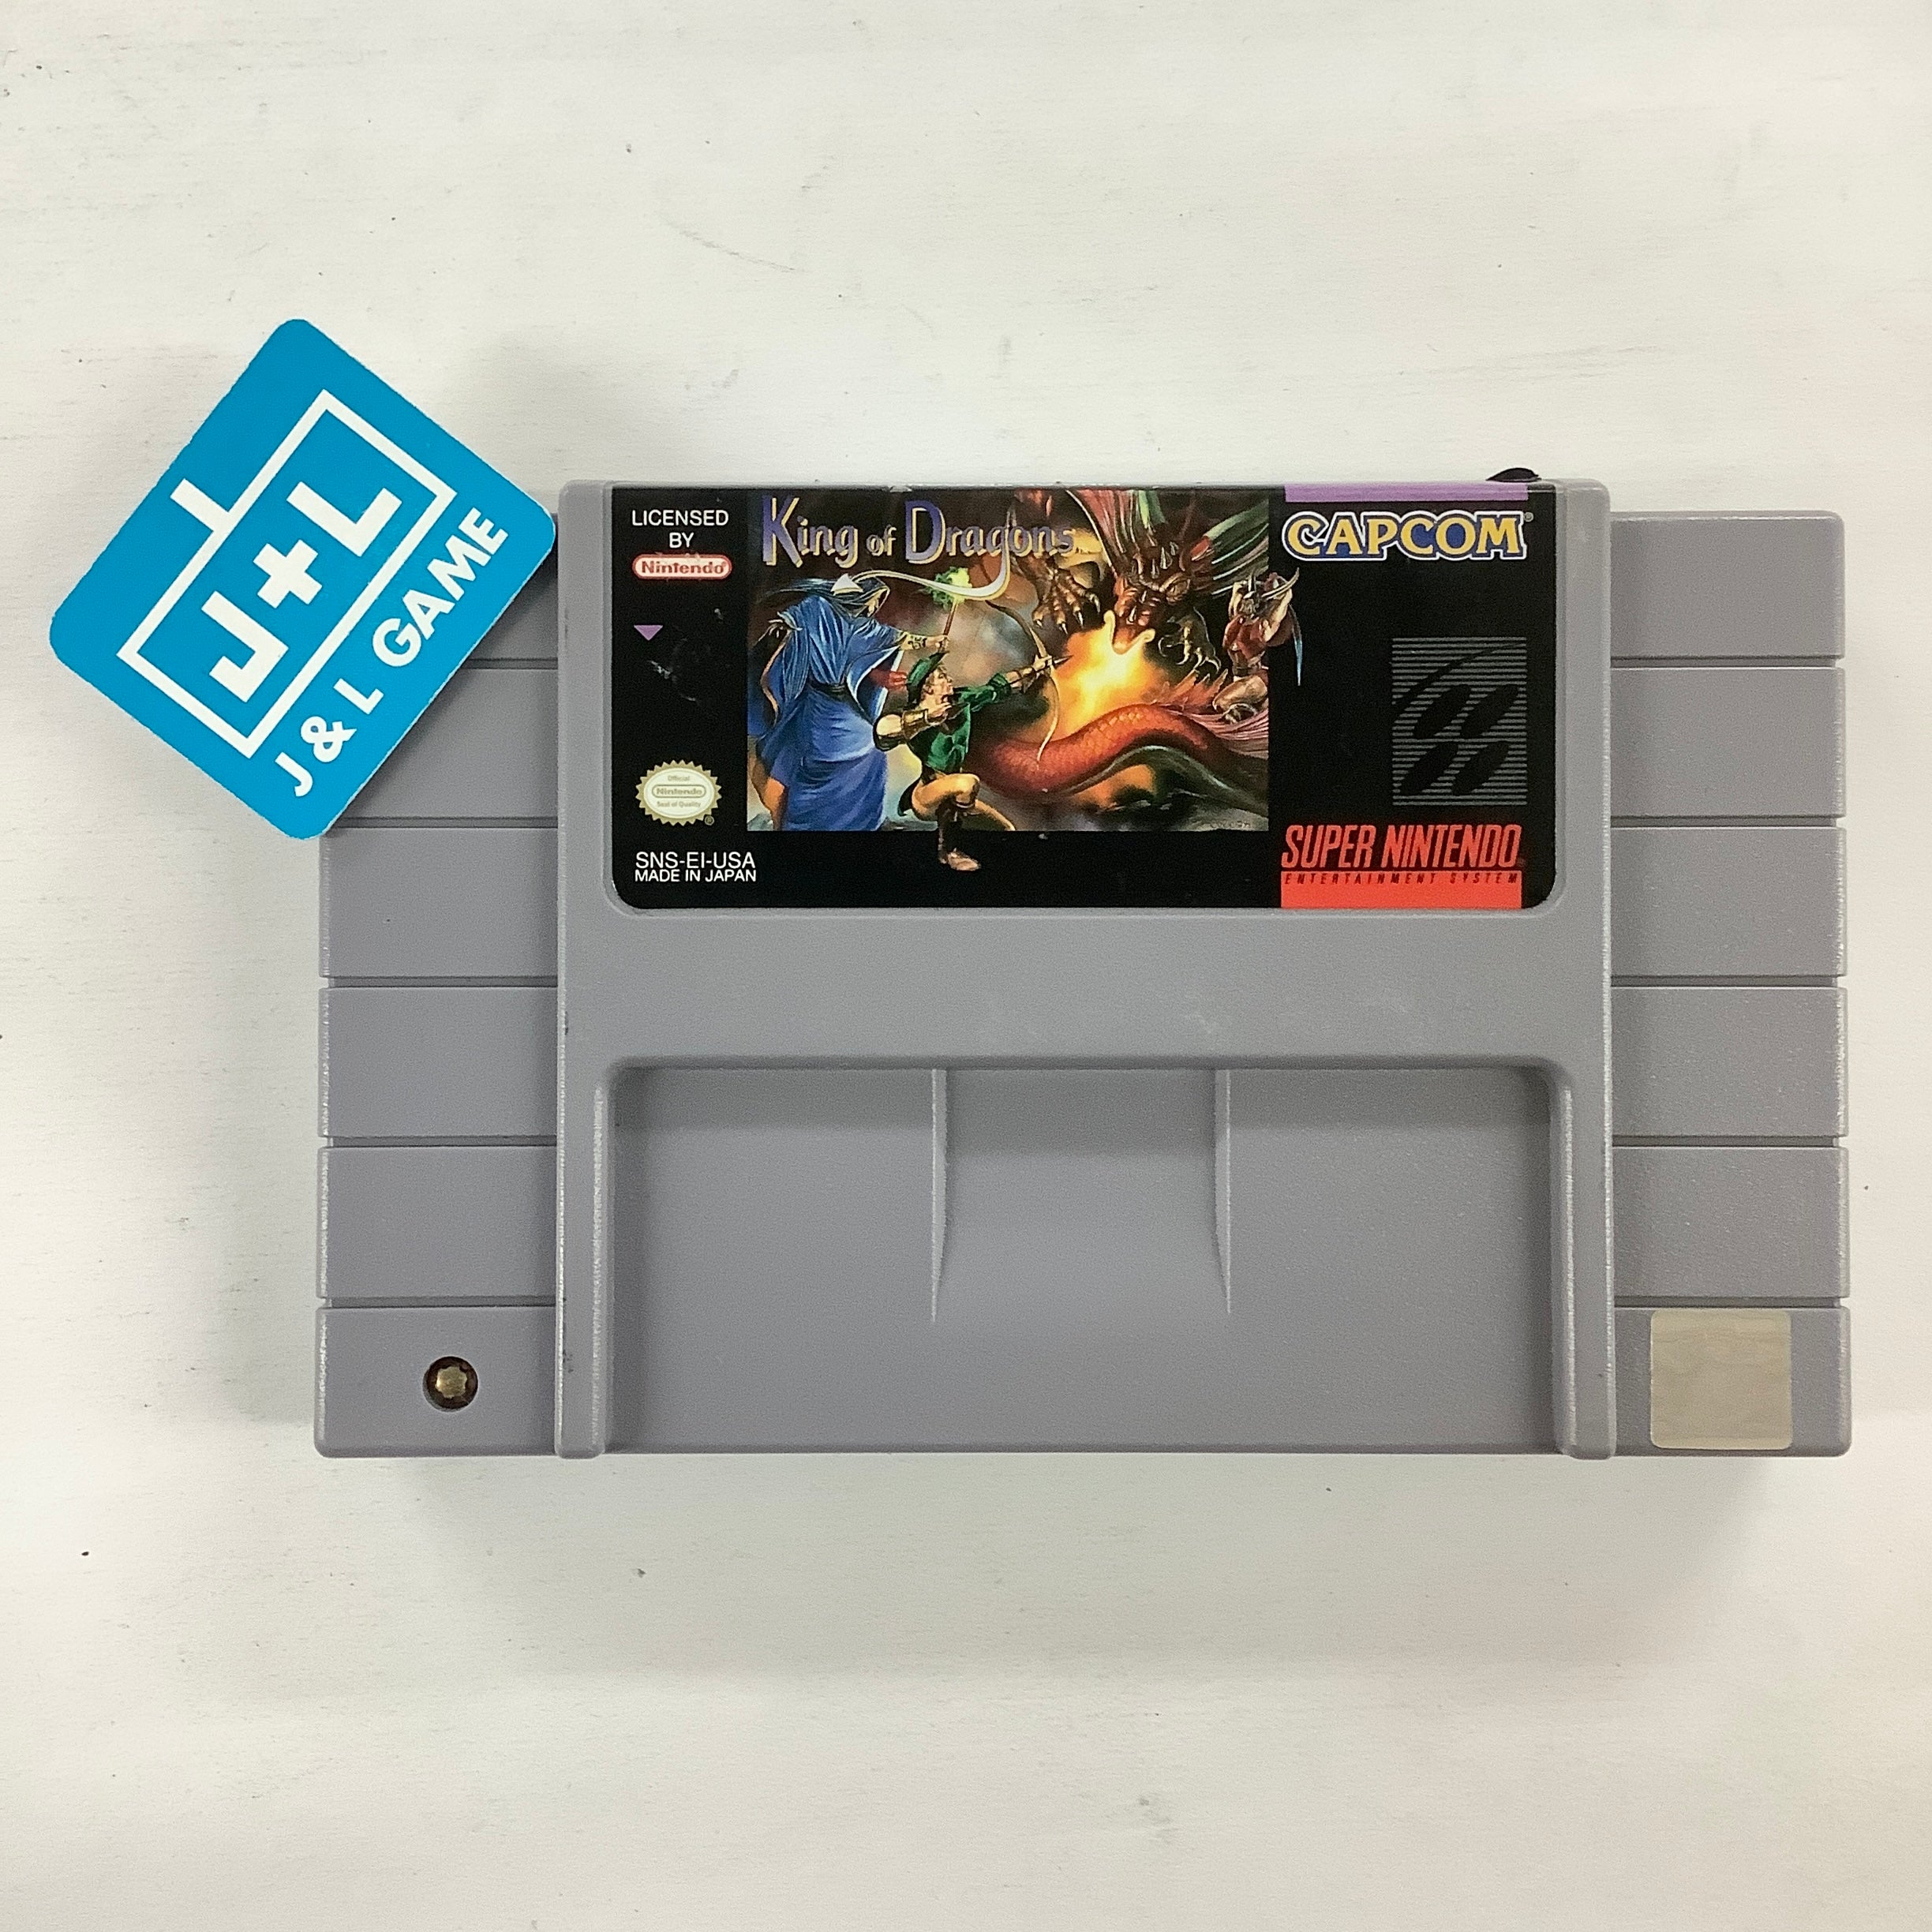 J+L
J & L GAME
LICENSED
BY
Nintendo®
King of Dragons
CAPCOM®
Official
Nintendo
Seal of Quality
SNS-EI-USA
MADE IN JAPAN
SUPER NINTENDO
ENTERTAINMENT SYSTEM